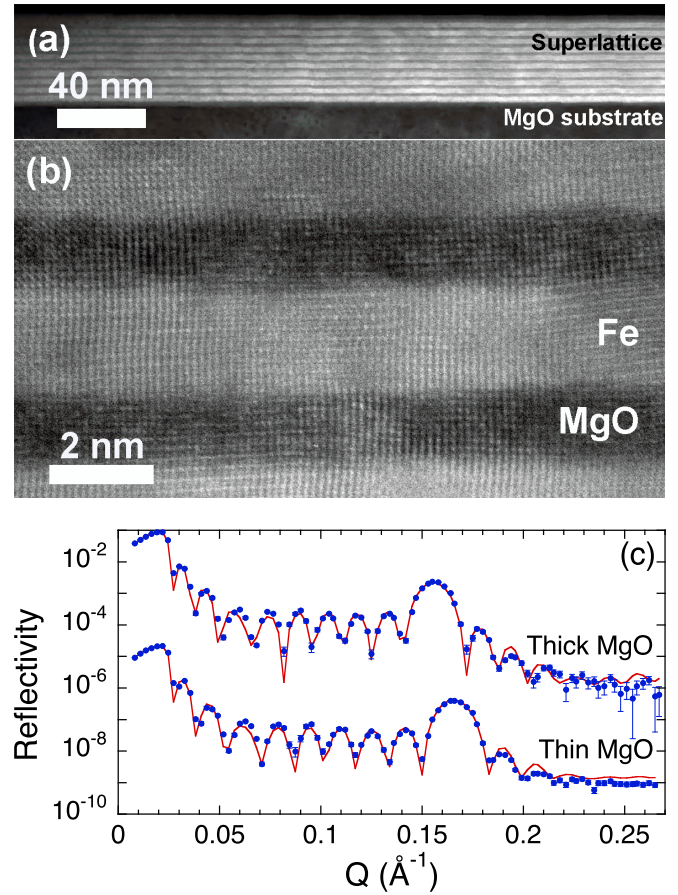 (a)
Superlattice
40 nm
MgO substrate
(b)
Fe
MgO
2 nm
(c)
10⁻²
10⁻⁴
Thick MgO
10⁻⁶
Thin MgO
10⁻⁸
10⁻¹⁰
Reflectivity
0 0.05 0.1 0.15 0.2 0.25
Q (Å⁻¹)